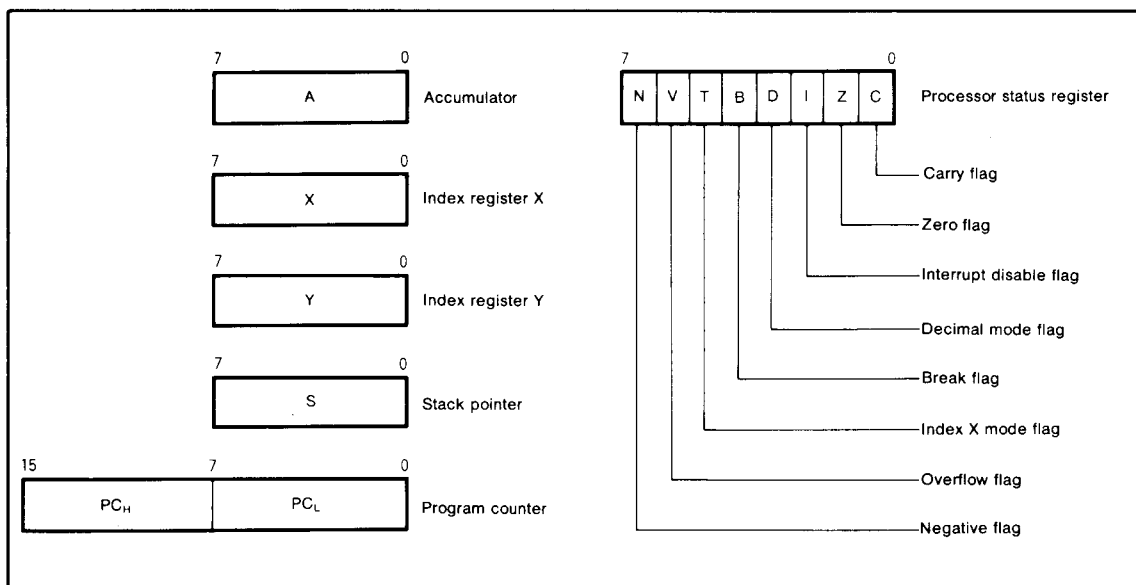 7 0
A
Accumulator
7 0
X
Index register X
7 0
Y
Index register Y
7 0
S
Stack pointer
15 7 0
PCH PCL
Program counter
7 0
N V T B D I Z C
Processor status register
Carry flag
Zero flag
Interrupt disable flag
Decimal mode flag
Break flag
Index X mode flag
Overflow flag
Negative flag